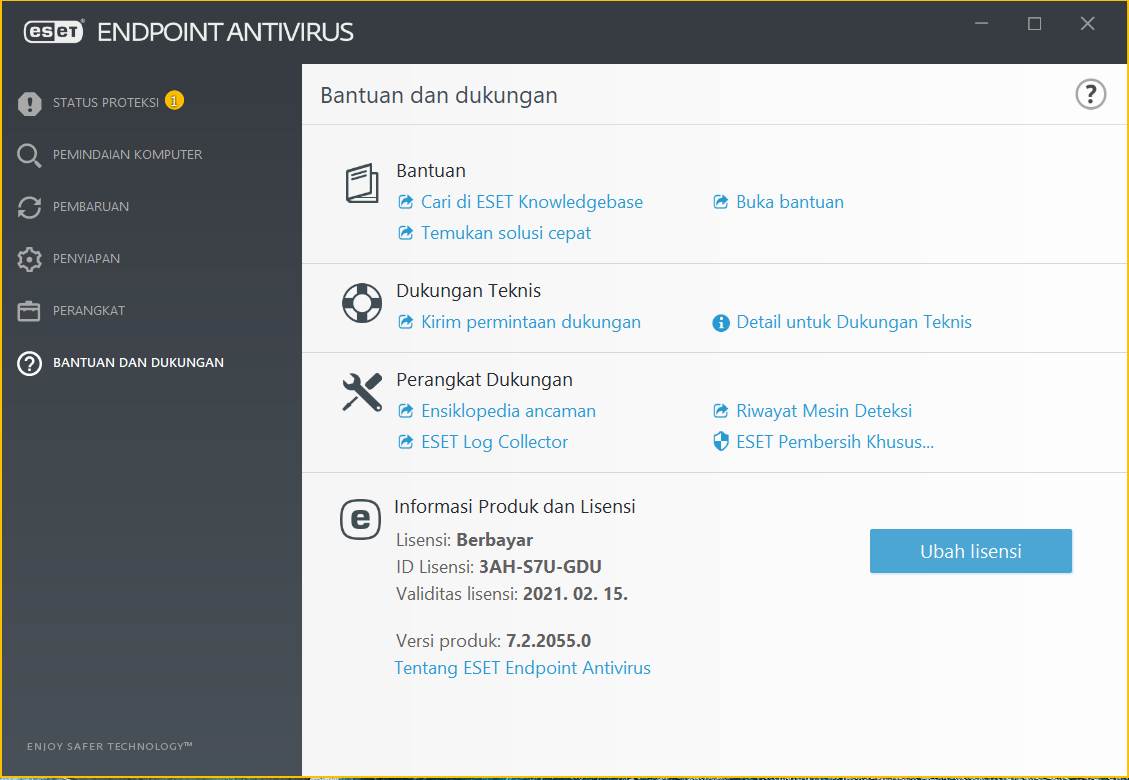 eset ENDPOINT ANTIVIRUS
STATUS PROTEKSI 1
PEMINDAIAN KOMPUTER
PEMBARUAN
PENYIAPAN
PERANGKAT
BANTUAN DAN DUKUNGAN
ENJOY SAFER TECHNOLOGY™
Bantuan dan dukungan ?
Bantuan
Cari di ESET Knowledgebase Buka bantuan
Temukan solusi cepat
Dukungan Teknis
Kirim permintaan dukungan Detail untuk Dukungan Teknis
Perangkat Dukungan
Ensiklopedia ancaman Riwayat Mesin Deteksi
ESET Log Collector ESET Pembersih Khusus...
Informasi Produk dan Lisensi
Lisensi: Berbayar
Ubah lisensi
ID Lisensi: 3AH-S7U-GDU
Validitas lisensi: 2021. 02. 15.
Versi produk: 7.2.2055.0
Tentang ESET Endpoint Antivirus